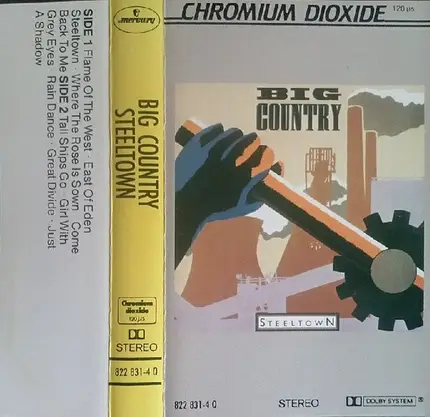 SIDE 1 Flame Of The West · East Of Eden
Steeltown · Where The Rose Is Sown · Come
Back To Me SIDE 2 Tall Ships Go · Girl With
Grey Eyes · Rain Dance · Great Divide · Just
A Shadow
mercury
BIG COUNTRY
STEELTOWN
Chromium
dioxide
120 µs
STEREO
822 831-4 Q
CHROMIUM DIOXIDE 120 µs
BIG
COUNTRY
STEELTOWN
822 831-4 Q STEREO DOLBY SYSTEM ®